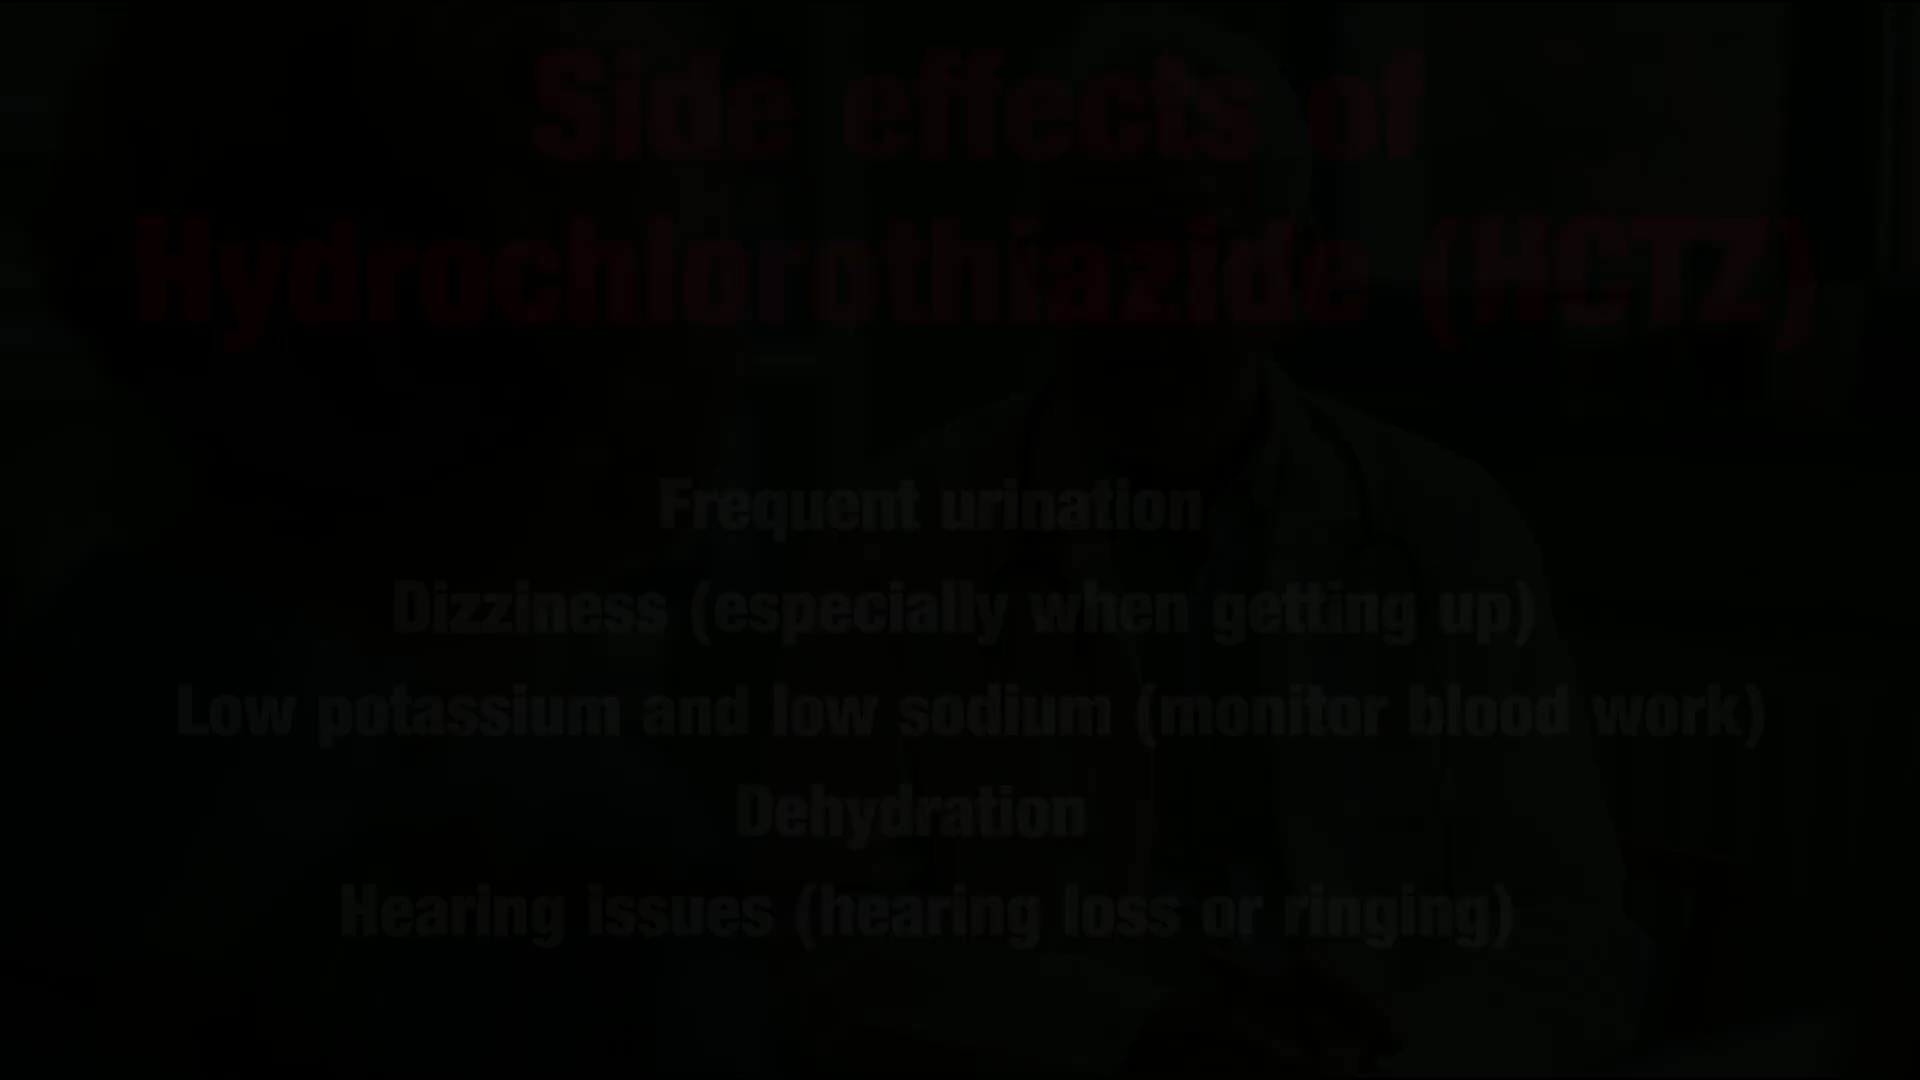 Side effects of
Hydrochlorothiazide (HCTZ)
Frequent urination
Dizziness (especially when getting up)
Low potassium and low sodium (monitor blood work)
Dehydration
Hearing issues (hearing loss or ringing)